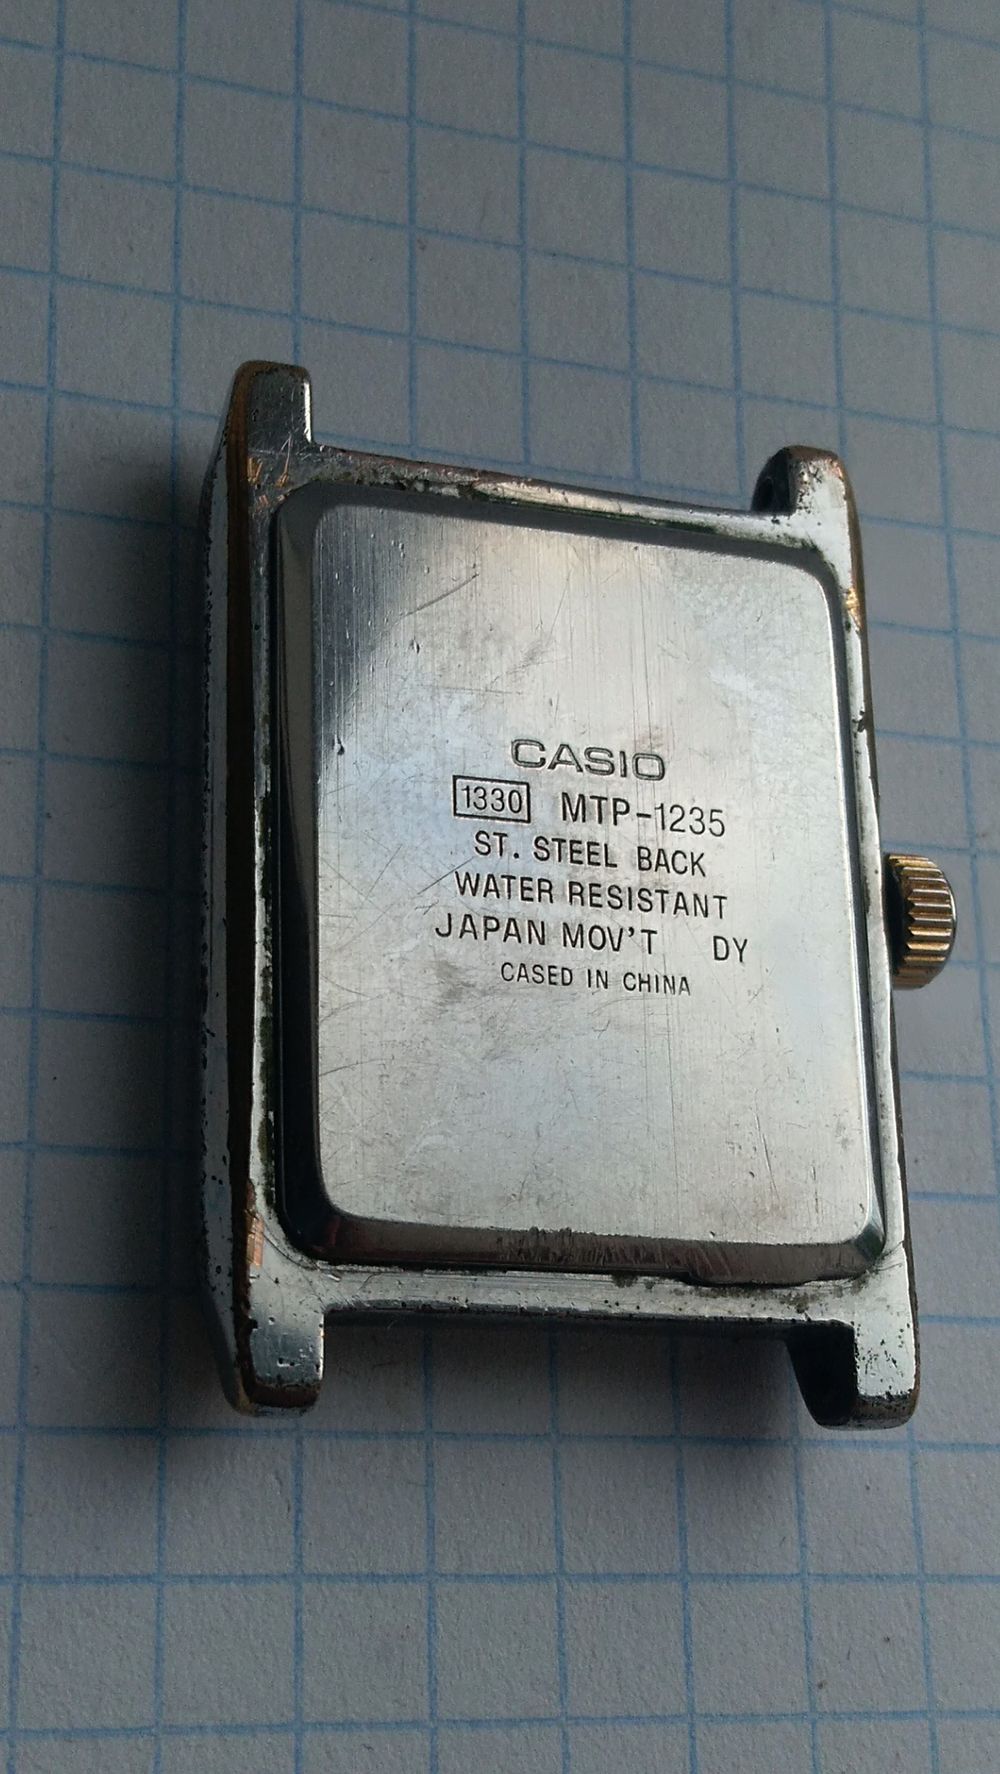 CASIO
1330 MTP-1235
ST. STEEL BACK
WATER RESISTANT
JAPAN MOV'T DY
CASED IN CHINA